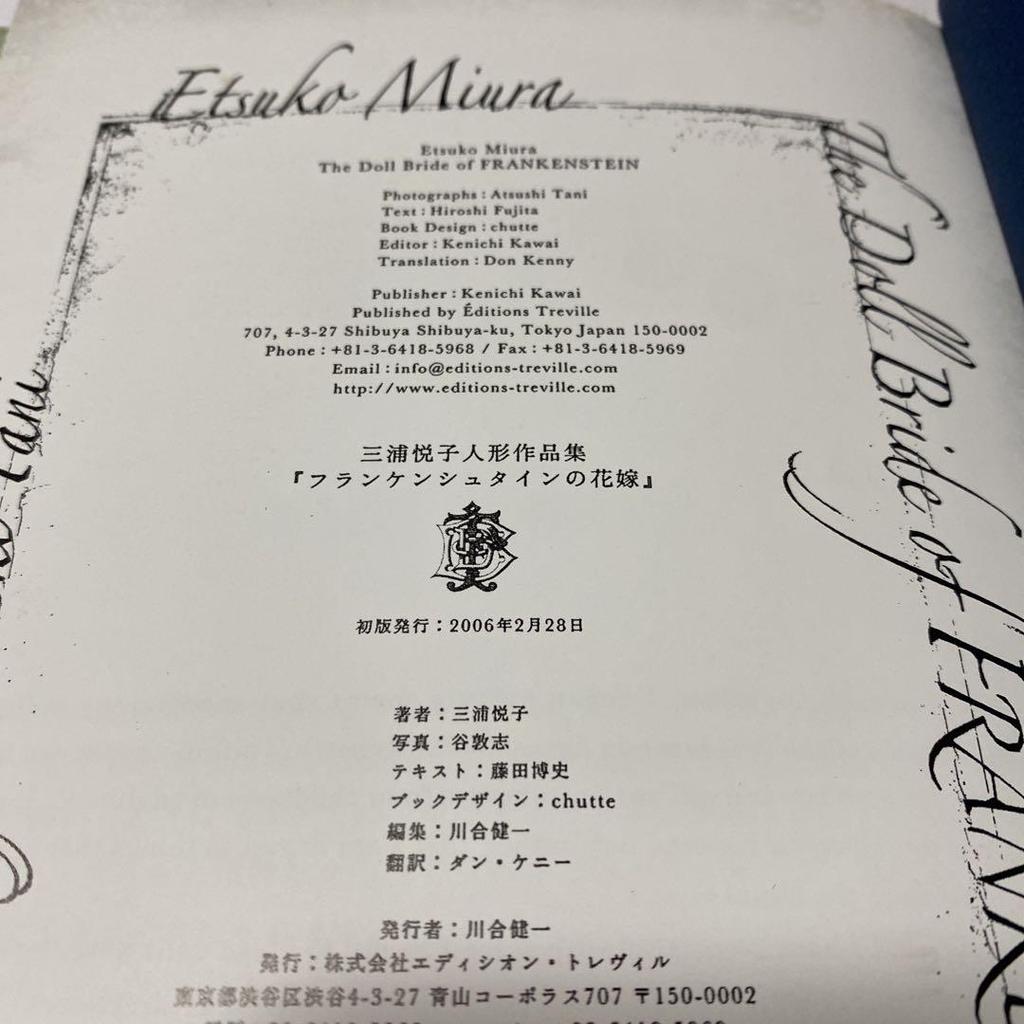 Etsuko Miura
Etsuko Miura
The Doll Bride of FRANKENSTEIN
Photographs : Atsushi Tani
Text : Hiroshi Fujita
Book Design : chutte
Editor : Kenichi Kawai
Translation : Don Kenny
Publisher : Kenichi Kawai
Published by Éditions Treville
707, 4-3-27 Shibuya Shibuya-ku, Tokyo Japan 150-0002
Phone : +81-3-6418-5968 / Fax : +81-3-6418-5969
Email : info@editions-treville.com
http://www.editions-treville.com
三浦悦子人形作品集
『フランケンシュタインの花嫁』
初版発行：2006年2月28日
著者：三浦悦子
写真：谷敦志
テキスト：藤田博史
ブックデザイン：chutte
編集：川合健一
翻訳：ダン・ケニー
発行者：川合健一
発行：株式会社エディシオン・トレヴィル
東京都渋谷区渋谷4-3-27 青山コーポラス707 〒150-0002
The Doll Bride of FRANK
Tani